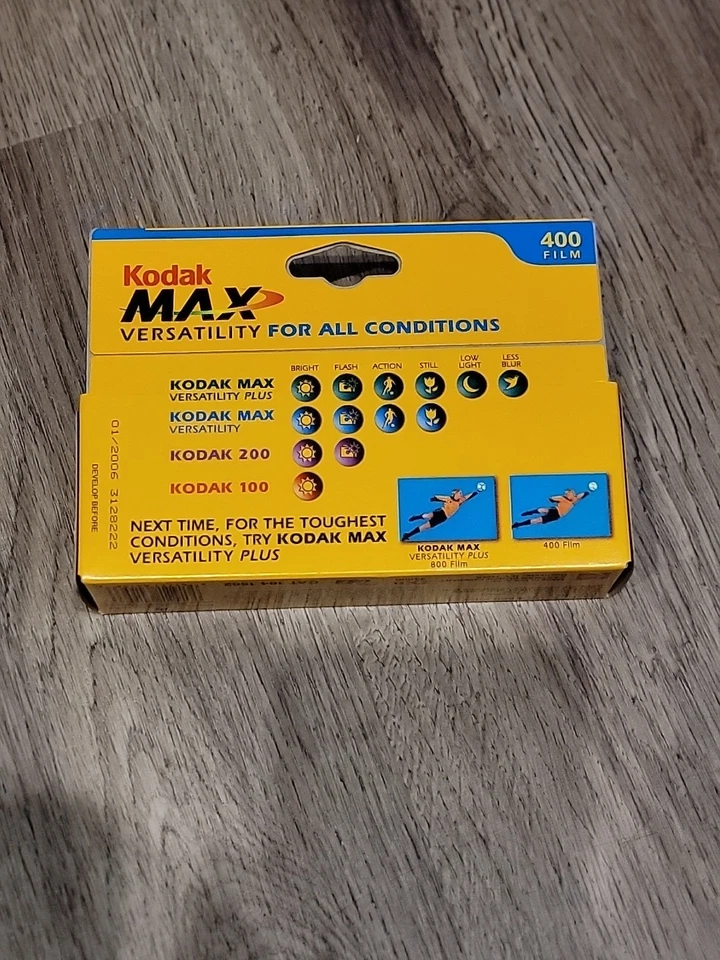 400
FILM
Kodak
MAX
VERSATILITY FOR ALL CONDITIONS
BRIGHT FLASH ACTION STILL LOW LIGHT LESS BLUR
KODAK MAX
VERSATILITY PLUS
KODAK MAX
VERSATILITY
KODAK 200
KODAK 100
NEXT TIME, FOR THE TOUGHEST
CONDITIONS, TRY KODAK MAX
VERSATILITY PLUS
KODAK MAX
VERSATILITY PLUS
800 Film
400 Film
DEVELOP BEFORE
01/2006 3128222